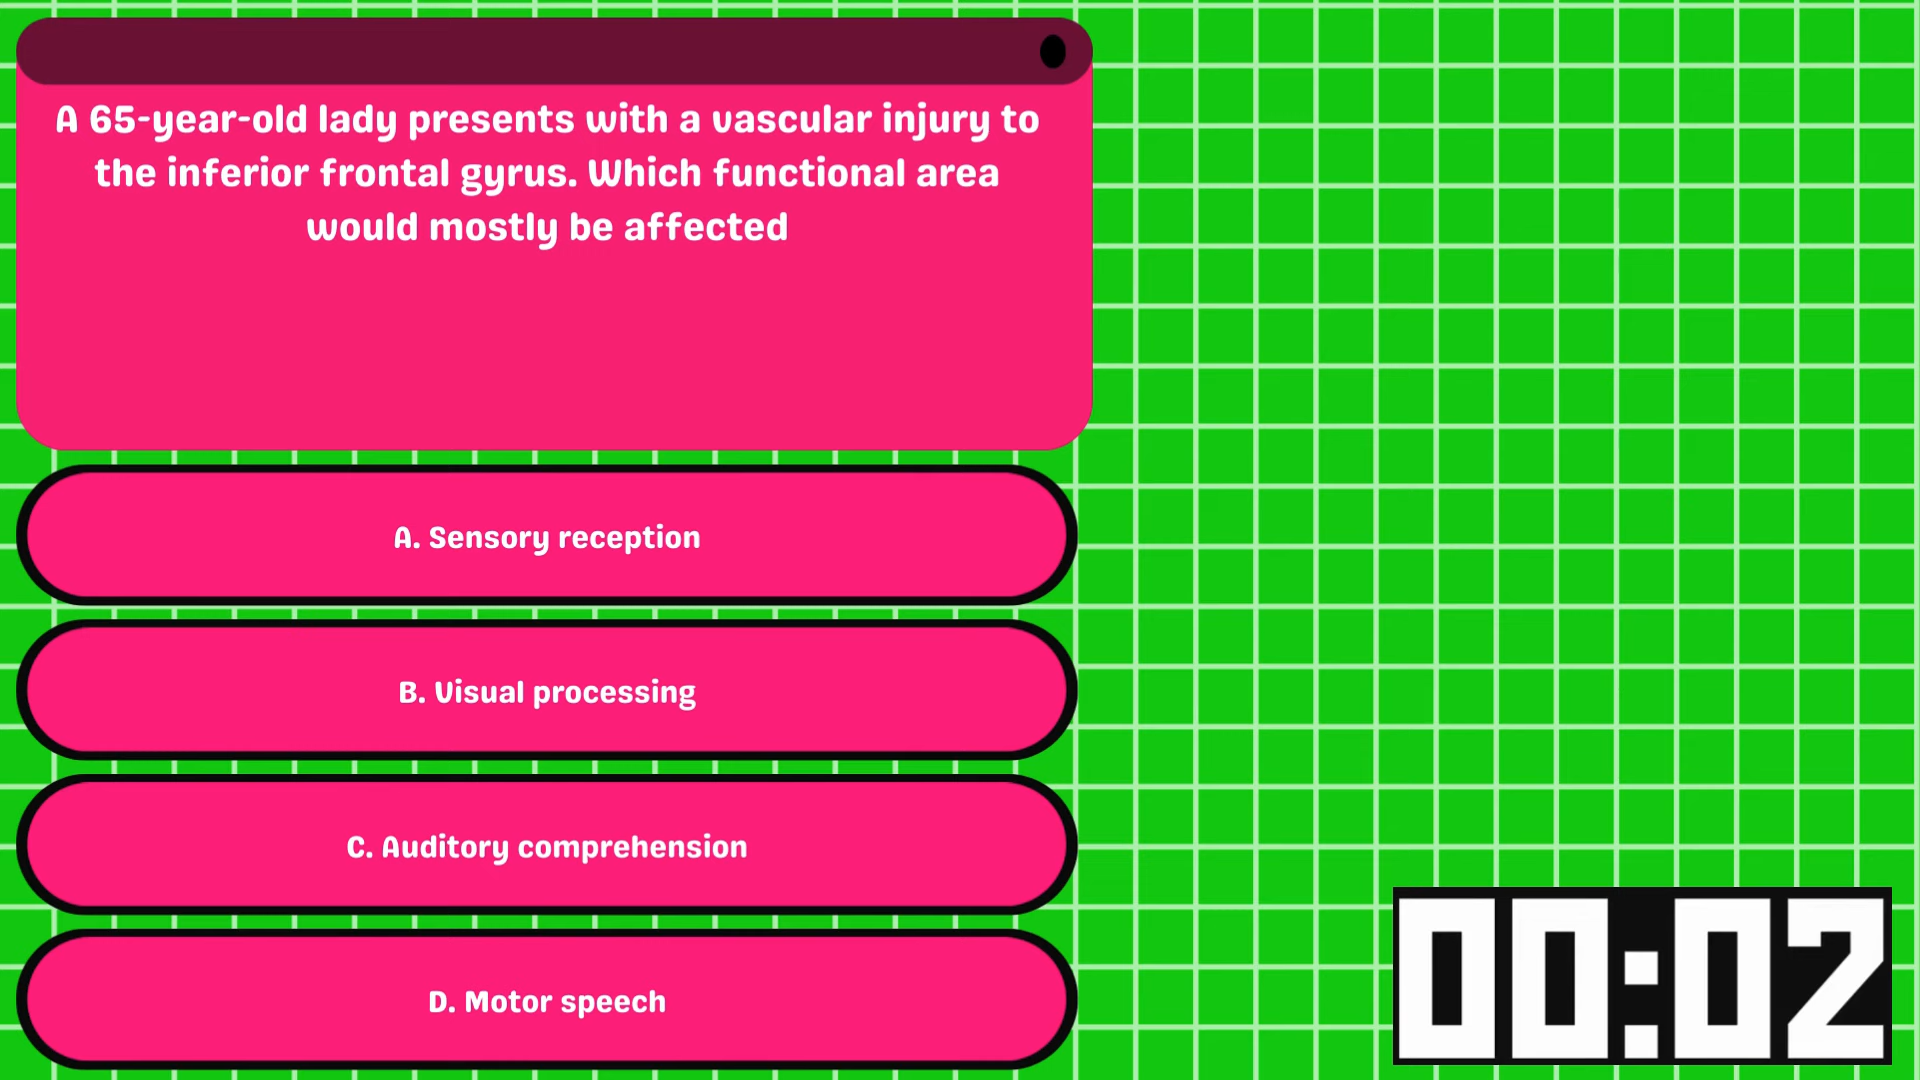 A 65-year-old lady presents with a vascular injury to
the inferior frontal gyrus. Which functional area
would mostly be affected
A. Sensory reception
B. Visual processing
C. Auditory comprehension
D. Motor speech
00:02